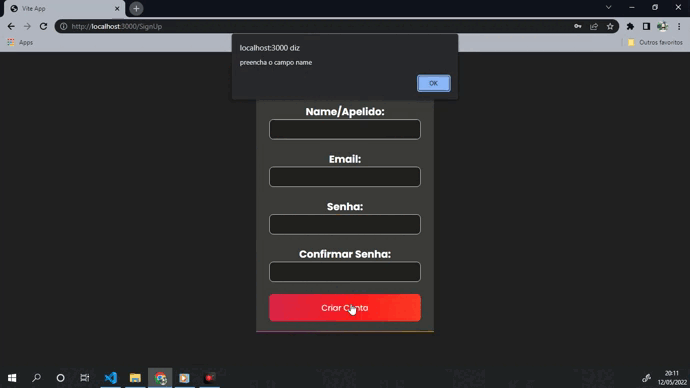 Vite App
http://localhost:3000/SignUp
Apps
Outros favoritos
localhost:3000 diz
preencha o campo name
OK
Name/Apelido:
Email:
Senha:
Confirmar Senha:
Criar Conta
20:11
12/05/2022